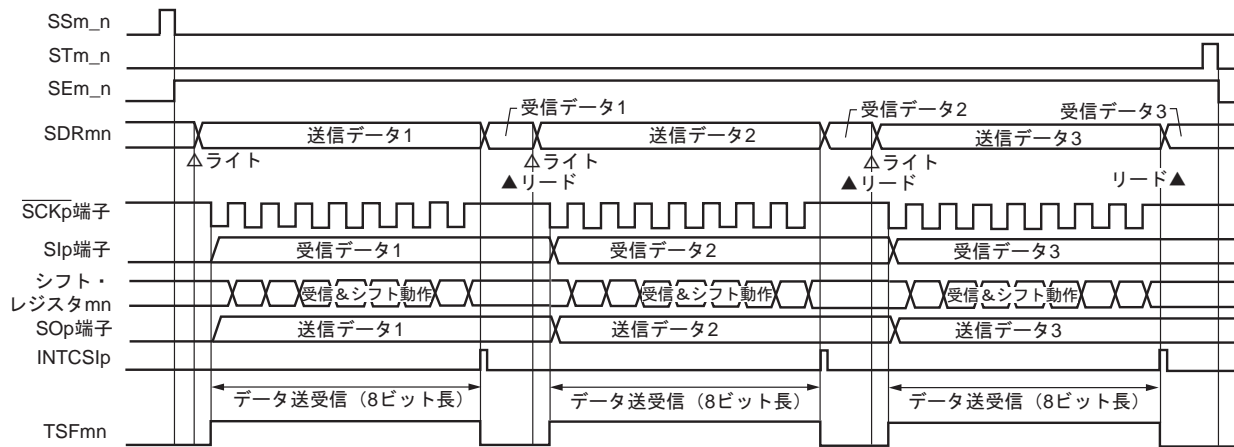 SSm_n
STm_n
SEm_n
受信データ1 受信データ2 受信データ3
SDRmn 送信データ1 送信データ2 送信データ3
△ライト △ライト △ライト
▲リード ▲リード リード▲
SCKp端子
SIp端子 受信データ1 受信データ2 受信データ3
シフト・
レジスタmn 受信&シフト動作 受信&シフト動作 受信&シフト動作
SOp端子 送信データ1 送信データ2 送信データ3
INTCSIp
データ送受信（8ビット長） データ送受信（8ビット長） データ送受信（8ビット長）
TSFmn